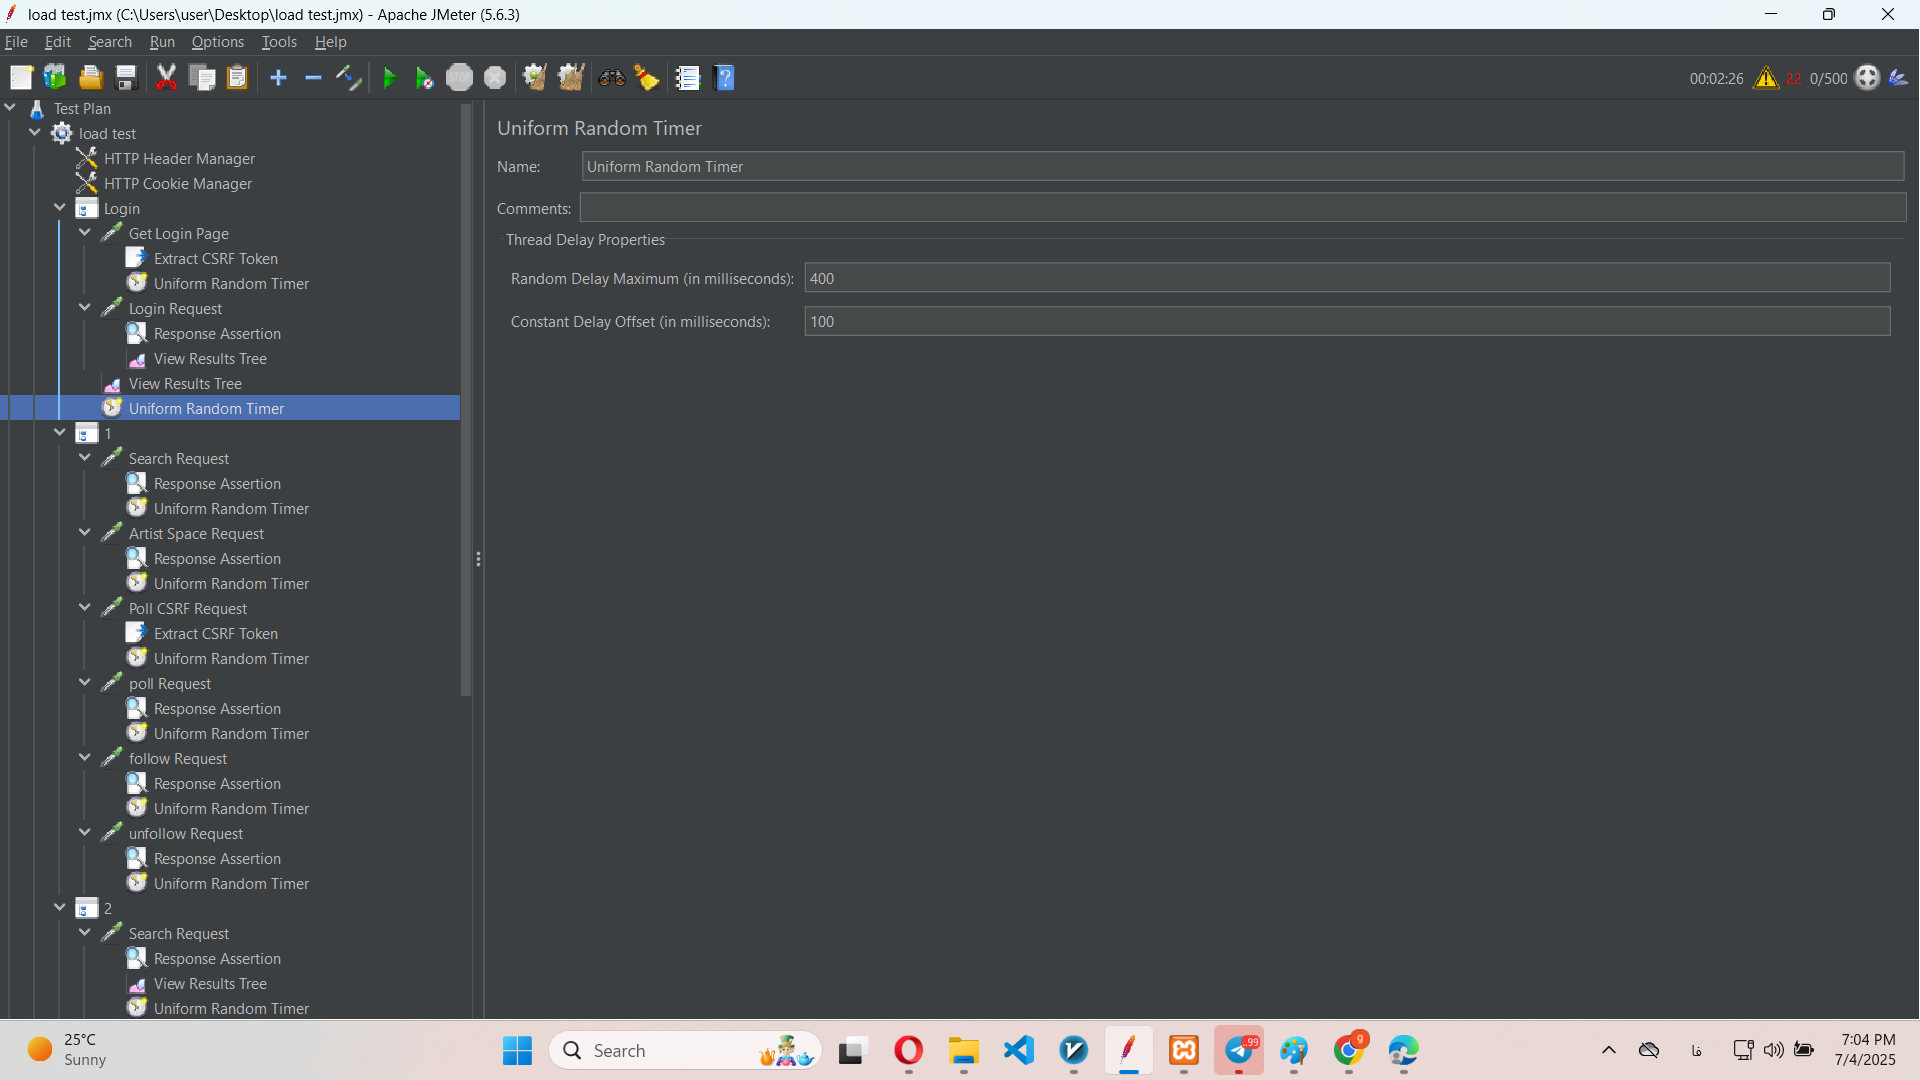 load test.jmx (C:\Users\user\Desktop\load test.jmx) - Apache JMeter (5.6.3)
File Edit Search Run Options Tools Help
00:02:26 22 0/500
Test Plan
load test
HTTP Header Manager
HTTP Cookie Manager
Login
Get Login Page
Extract CSRF Token
Uniform Random Timer
Login Request
Response Assertion
View Results Tree
View Results Tree
Uniform Random Timer
1
Search Request
Response Assertion
Uniform Random Timer
Artist Space Request
Response Assertion
Uniform Random Timer
Poll CSRF Request
Extract CSRF Token
Uniform Random Timer
poll Request
Response Assertion
Uniform Random Timer
follow Request
Response Assertion
Uniform Random Timer
unfollow Request
Response Assertion
Uniform Random Timer
2
Search Request
Response Assertion
View Results Tree
Uniform Random Timer
Uniform Random Timer
Name: Uniform Random Timer
Comments:
Thread Delay Properties
Random Delay Maximum (in milliseconds): 400
Constant Delay Offset (in milliseconds): 100
25°C
Sunny
Search
99
g
فا
7:04 PM
7/4/2025